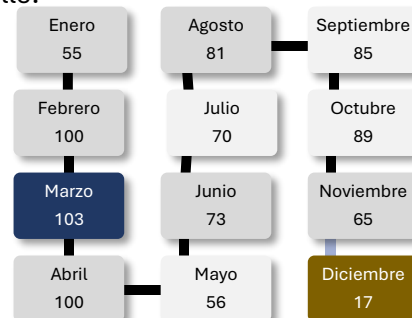 Enero
55
Febrero
100
Marzo
103
Abril
100
Mayo
56
Junio
73
Julio
70
Agosto
81
Septiembre
85
Octubre
89
Noviembre
65
Diciembre
17